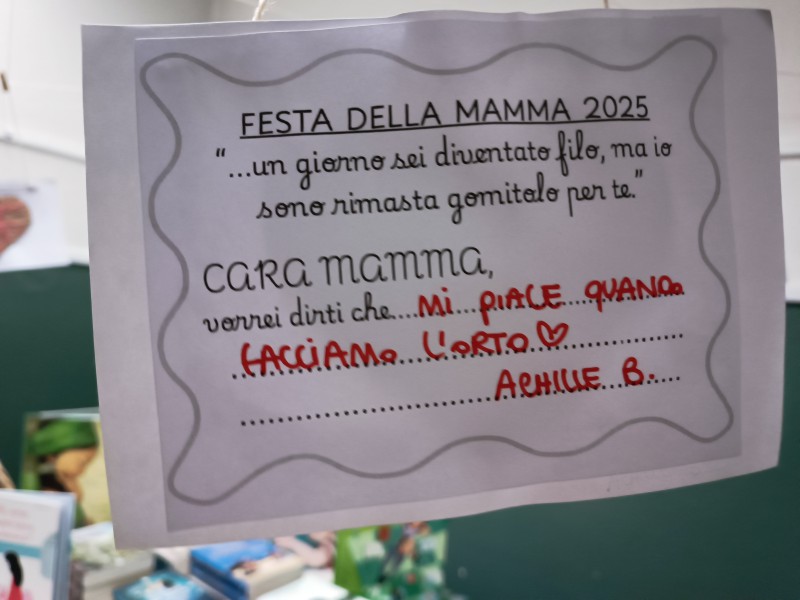 FESTA DELLA MAMMA 2025
“...un giorno sei diventato filo, ma io
sono rimasta gomitolo per te.”
CARA MAMMA,
vorrei dirti che....MI PIACE QUANDO
FACCIAMO L'ORTO ♡
ACHILLE B.